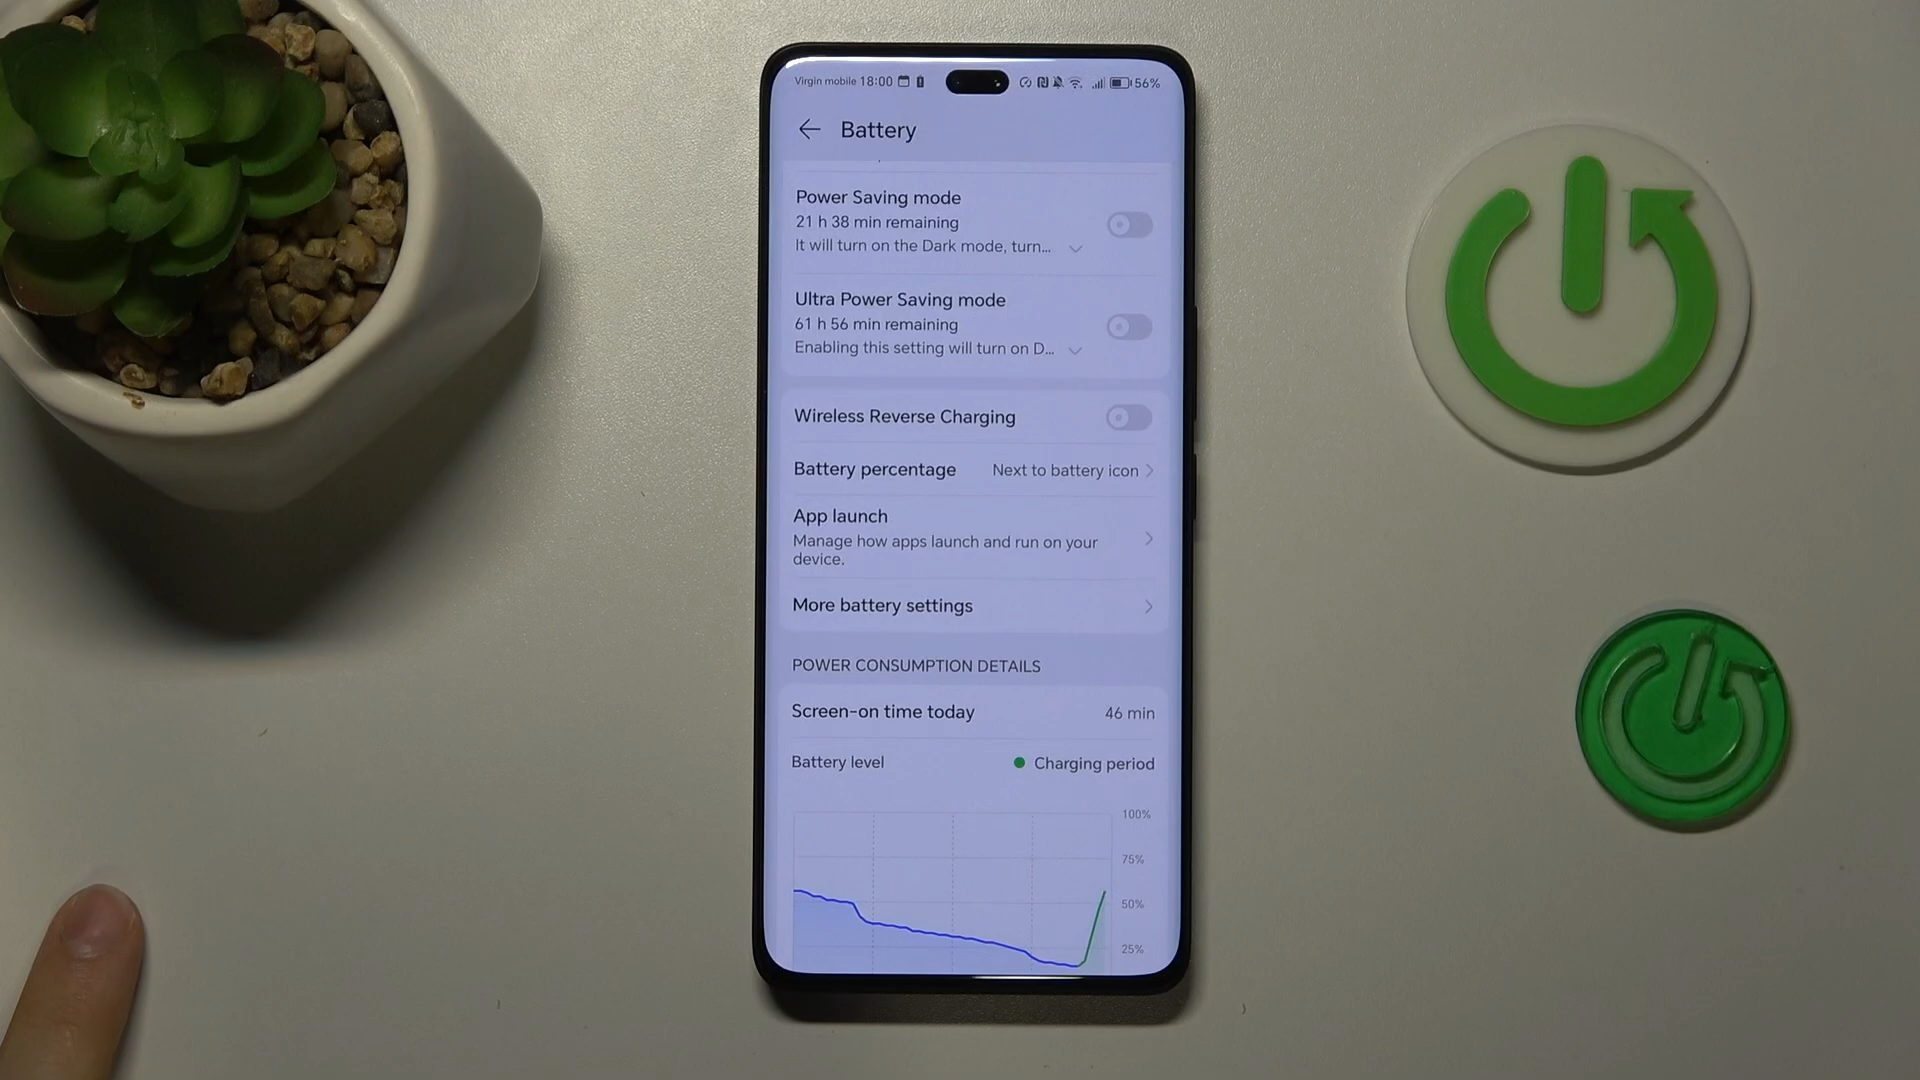 Virgin mobile 18:00 56%
Battery
Power Saving mode
21 h 38 min remaining
It will turn on the Dark mode, turn...
Ultra Power Saving mode
61 h 56 min remaining
Enabling this setting will turn on D...
Wireless Reverse Charging
Battery percentage Next to battery icon
App launch
Manage how apps launch and run on your
device.
More battery settings
POWER CONSUMPTION DETAILS
Screen-on time today 46 min
Battery level Charging period
100%
75%
50%
25%